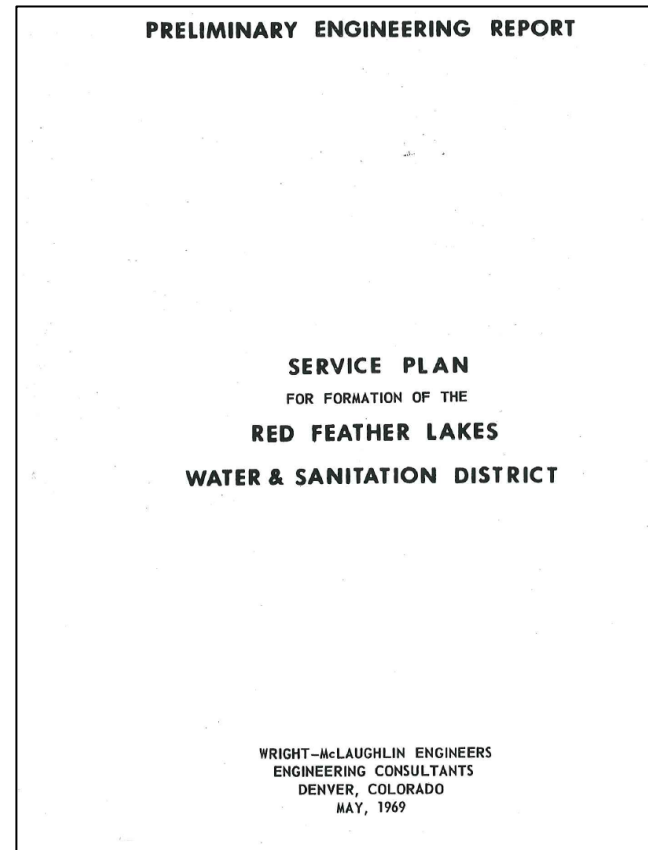 PRELIMINARY ENGINEERING REPORT
SERVICE PLAN
FOR FORMATION OF THE
RED FEATHER LAKES
WATER & SANITATION DISTRICT
WRIGHT-McLAUGHLIN ENGINEERS
ENGINEERING CONSULTANTS
DENVER, COLORADO
MAY, 1969